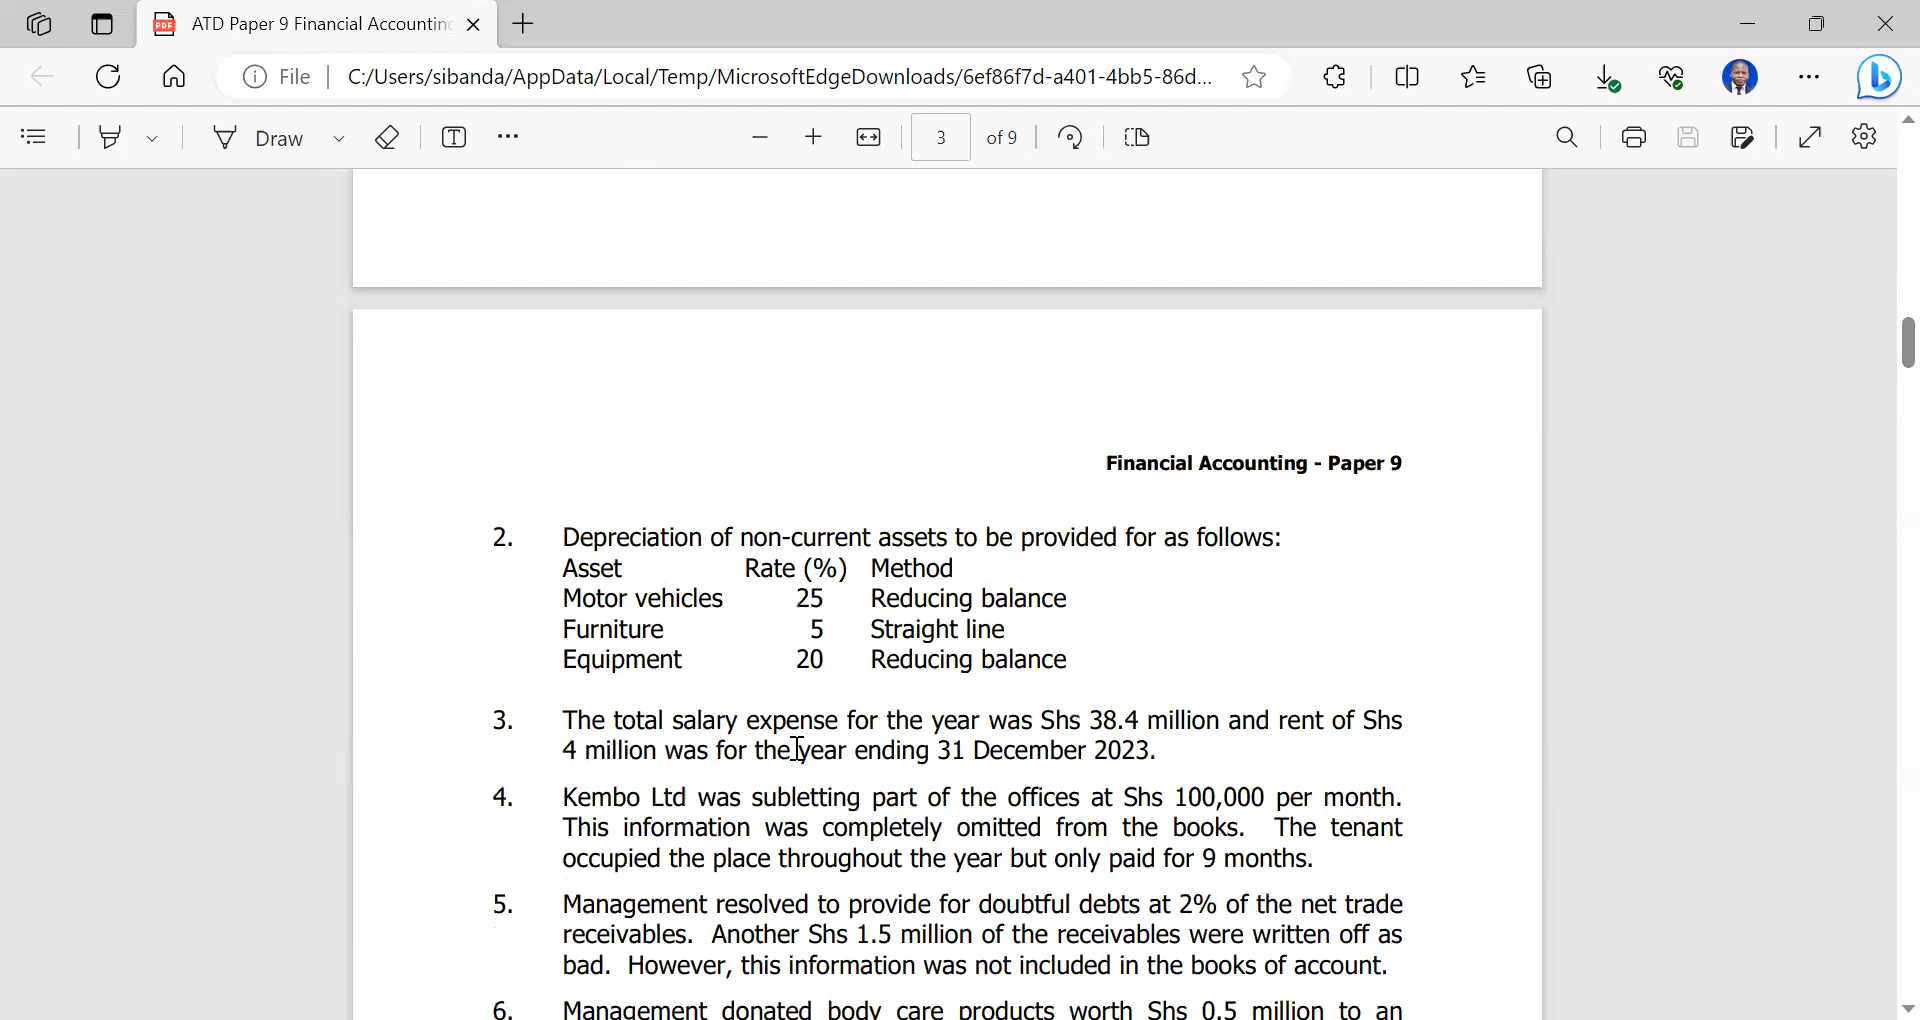 ATD Paper 9 Financial Accounting
File
C:/Users/sibanda/AppData/Local/Temp/MicrosoftEdgeDownloads/6ef86f7d-a401-4bb5-86d...
Draw
3 of 9
Financial Accounting - Paper 9
2. Depreciation of non-current assets to be provided for as follows:
Asset Rate (%) Method
Motor vehicles 25 Reducing balance
Furniture 5 Straight line
Equipment 20 Reducing balance
3. The total salary expense for the year was Shs 38.4 million and rent of Shs
4 million was for the year ending 31 December 2023.
4. Kembo Ltd was subletting part of the offices at Shs 100,000 per month.
This information was completely omitted from the books. The tenant
occupied the place throughout the year but only paid for 9 months.
5. Management resolved to provide for doubtful debts at 2% of the net trade
receivables. Another Shs 1.5 million of the receivables were written off as
bad. However, this information was not included in the books of account.
6. Management donated body care products worth Shs 0.5 million to an